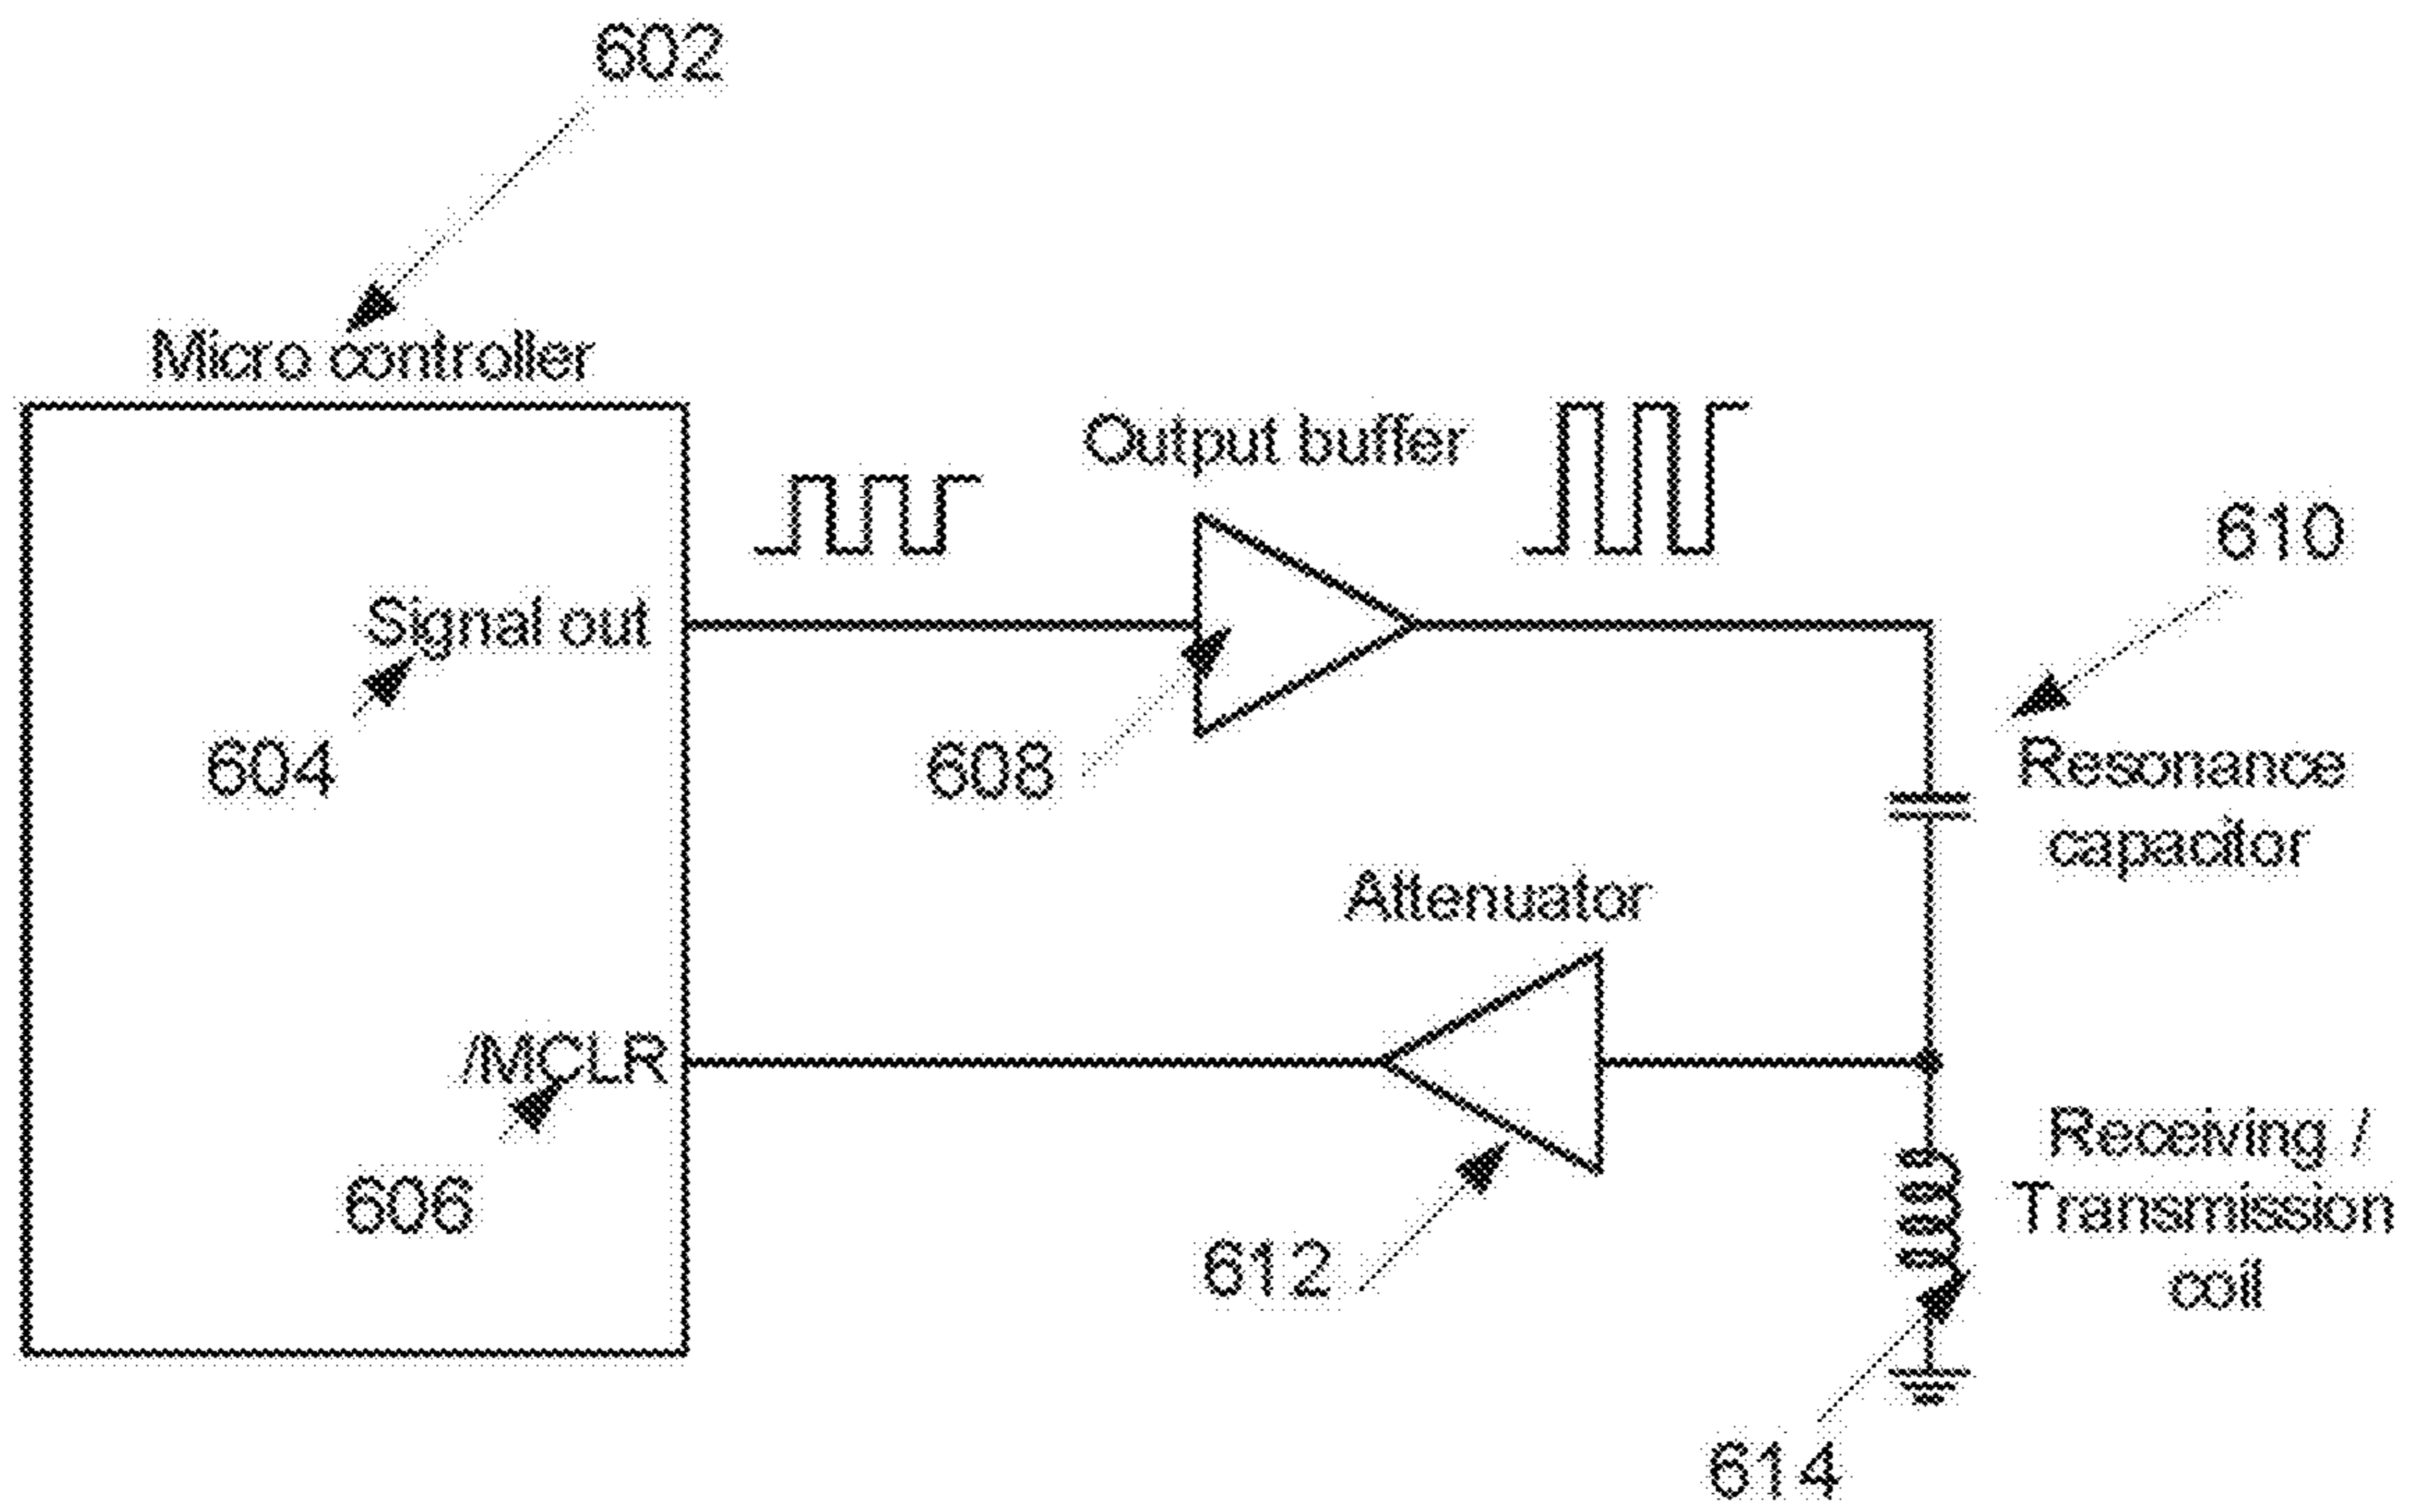 602
Micro controller
Output buffer
610
Signal out
604
608
Resonance
capacitor
Attenuator
/MCLR
606
612
Receiving /
Transmission
coil
614